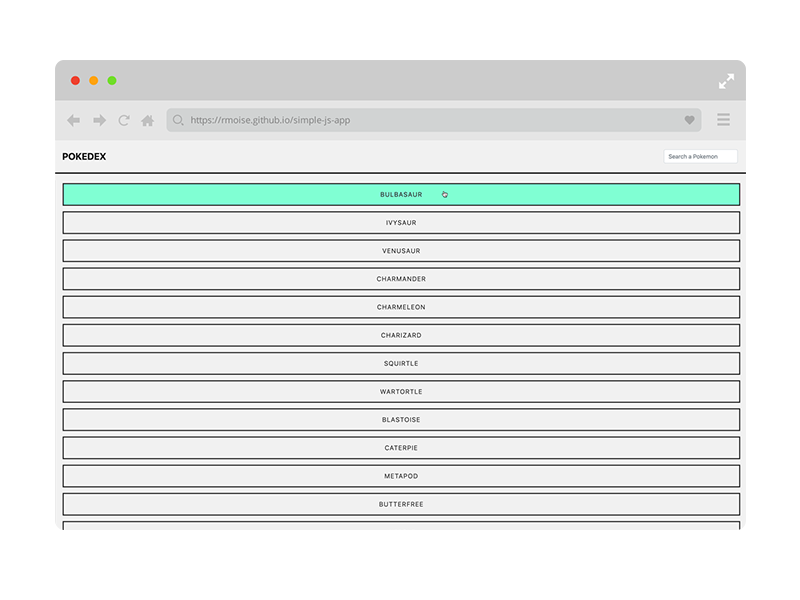 https://rmoise.github.io/simple-js-app
POKEDEX
Search a Pokemon
BULBASAUR
IVYSAUR
VENUSAUR
CHARMANDER
CHARMELEON
CHARIZARD
SQUIRTLE
WARTORTLE
BLASTOISE
CATERPIE
METAPOD
BUTTERFREE